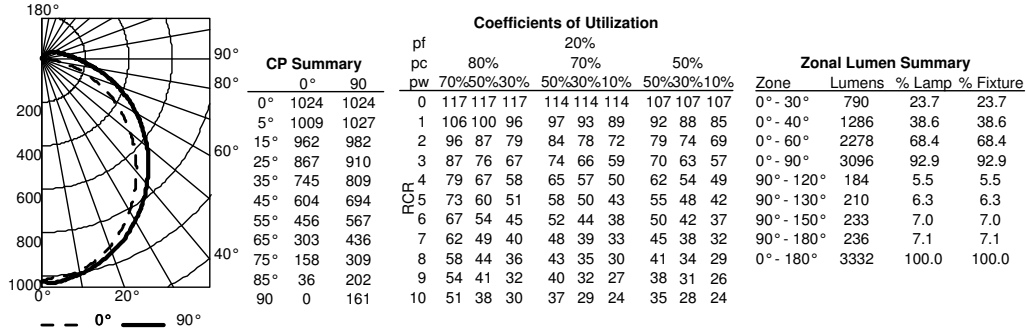 180°
90°
80°
60°
40°
200
400
600
800
1000
0°
20°
0° 90°
CP Summary
0° 90
0° 1024 1024
5° 1009 1027
15° 962 982
25° 867 910
35° 745 809
45° 604 694
55° 456 567
65° 303 436
75° 158 309
85° 36 202
90 0 161
Coefficients of Utilization
pf 20%
pc 80% 70% 50%
pw 70%50%30% 50%30%10% 50%30%10%
RCR
0 117 117 117 114 114 114 107 107 107
1 106 100 96 97 93 89 92 88 85
2 96 87 79 84 78 72 79 74 69
3 87 76 67 74 66 59 70 63 57
4 79 67 58 65 57 50 62 54 49
5 73 60 51 58 50 43 55 48 42
6 67 54 45 52 44 38 50 42 37
7 62 49 40 48 39 33 45 38 32
8 58 44 36 43 35 30 41 34 29
9 54 41 32 40 32 27 38 31 26
10 51 38 30 37 29 24 35 28 24
Zonal Lumen Summary
Zone Lumens % Lamp % Fixture
0° - 30° 790 23.7 23.7
0° - 40° 1286 38.6 38.6
0° - 60° 2278 68.4 68.4
0° - 90° 3096 92.9 92.9
90° - 120° 184 5.5 5.5
90° - 130° 210 6.3 6.3
90° - 150° 233 7.0 7.0
90° - 180° 236 7.1 7.1
0° - 180° 3332 100.0 100.0